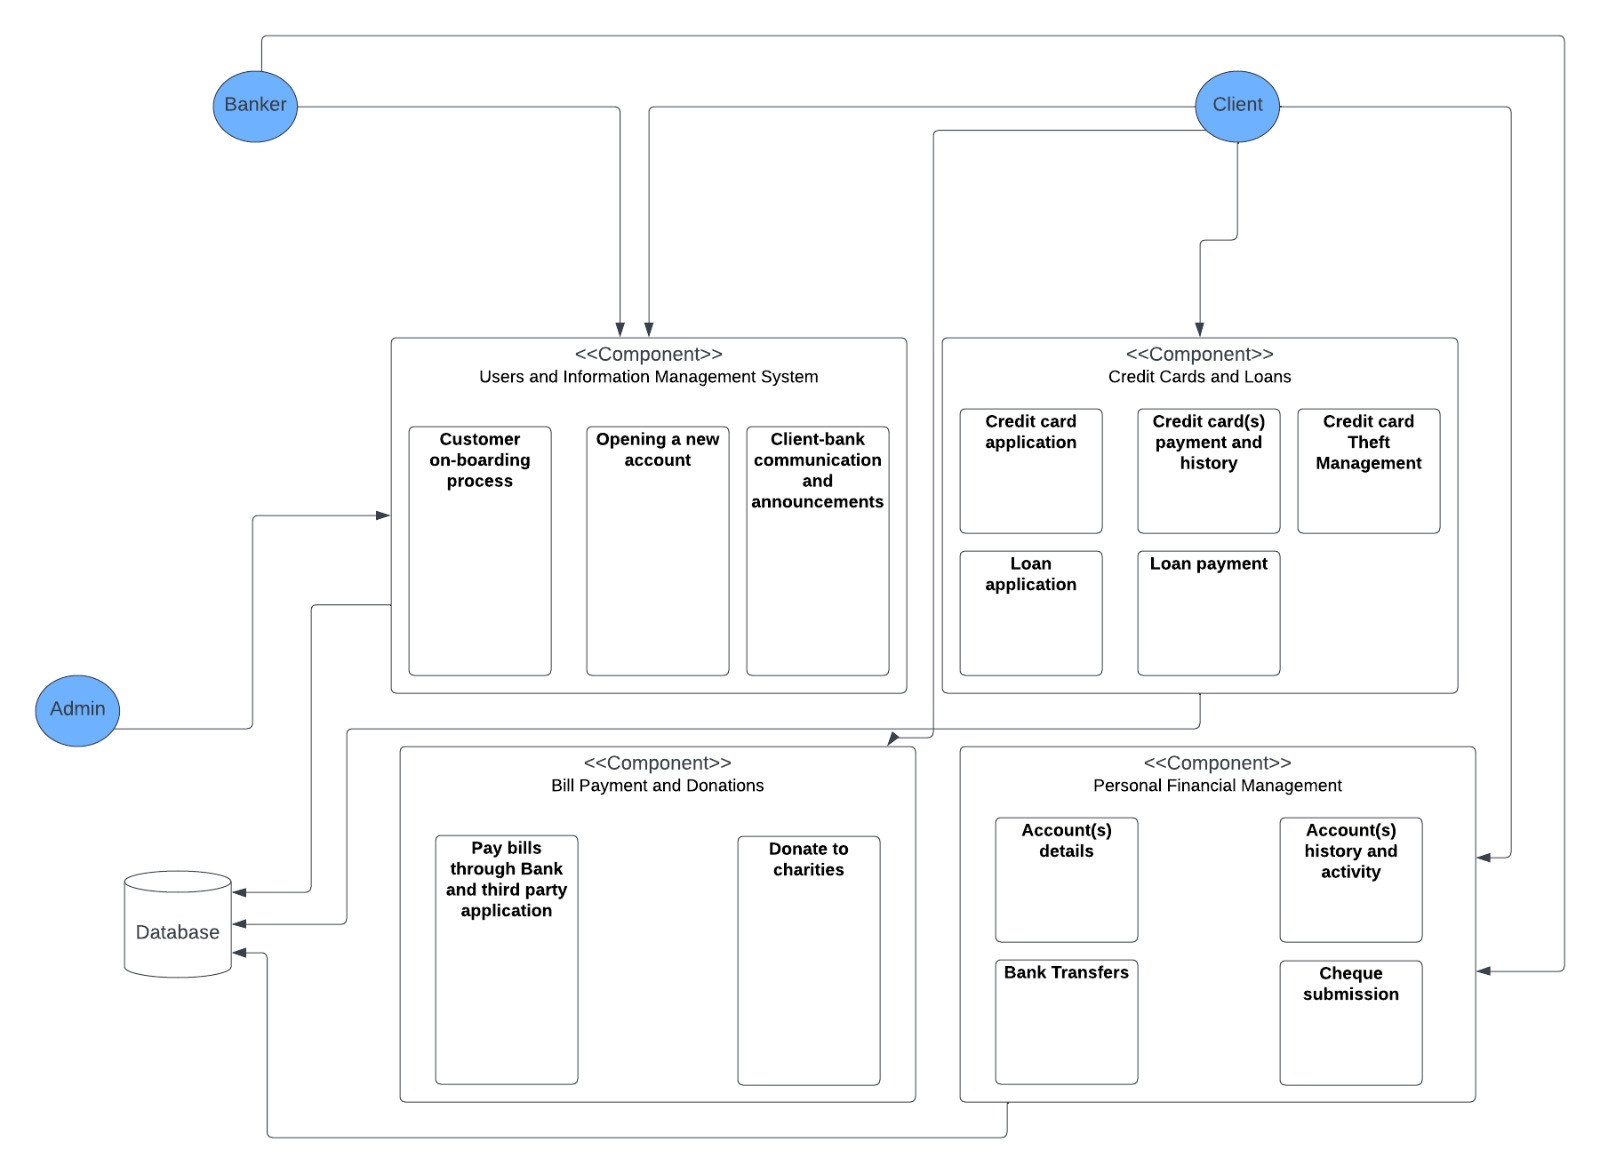 Banker
Client
<<Component>>
Users and Information Management System
Customer
on-boarding
process
Opening a new
account
Client-bank
communication
and
announcements
<<Component>>
Credit Cards and Loans
Credit card
application
Credit card(s)
payment and
history
Credit card
Theft
Management
Loan
application
Loan payment
Admin
<<Component>>
Bill Payment and Donations
Pay bills
through Bank
and third party
application
Donate to
charities
<<Component>>
Personal Financial Management
Account(s)
details
Account(s)
history and
activity
Bank Transfers
Cheque
submission
Database